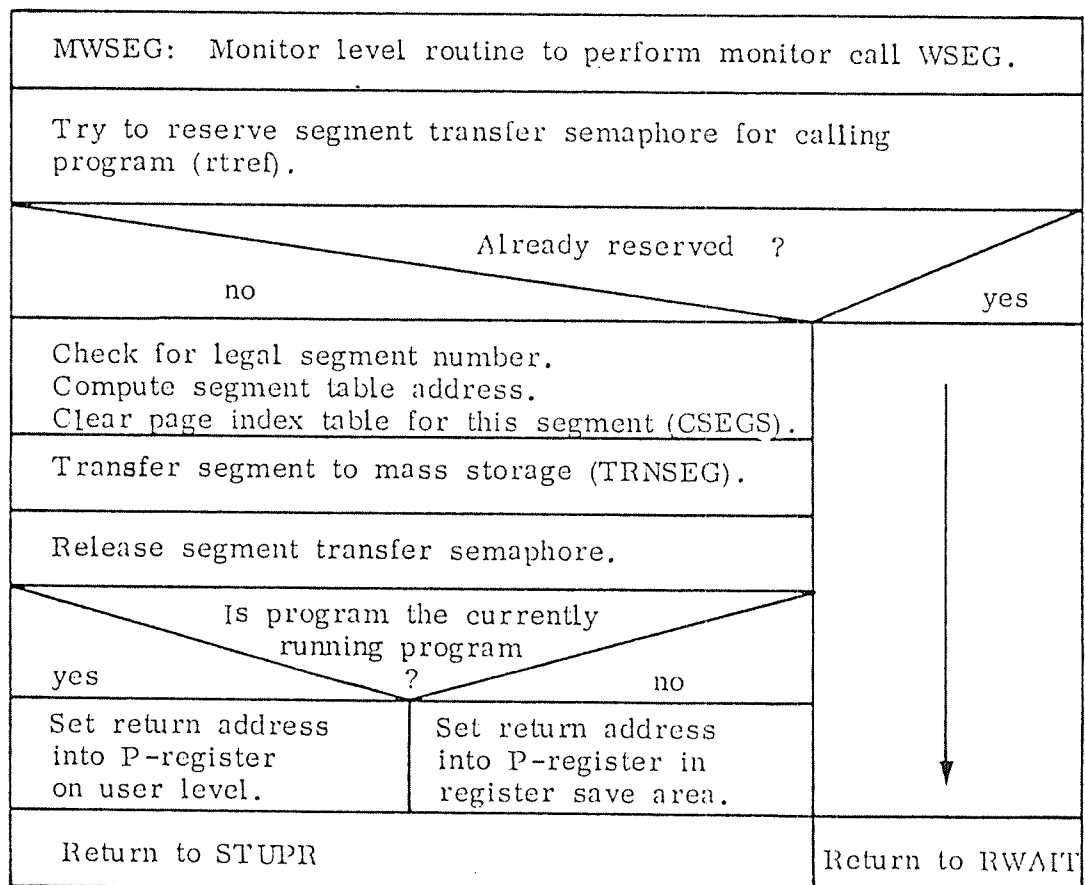 MWSEG: Monitor level routine to perform monitor call WSEG.
Try to reserve segment transfer semaphore for calling
program (rtref).
Already reserved ?
no
yes
Check for legal segment number.
Compute segment table address.
Clear page index table for this segment (CSEGS).
Transfer segment to mass storage (TRNSEG).
Release segment transfer semaphore.
Is program the currently
running program
?
yes
no
Set return address
into P-register
on user level.
Set return address
into P-register in
register save area.
Return to STUPR
Return to RWAIT